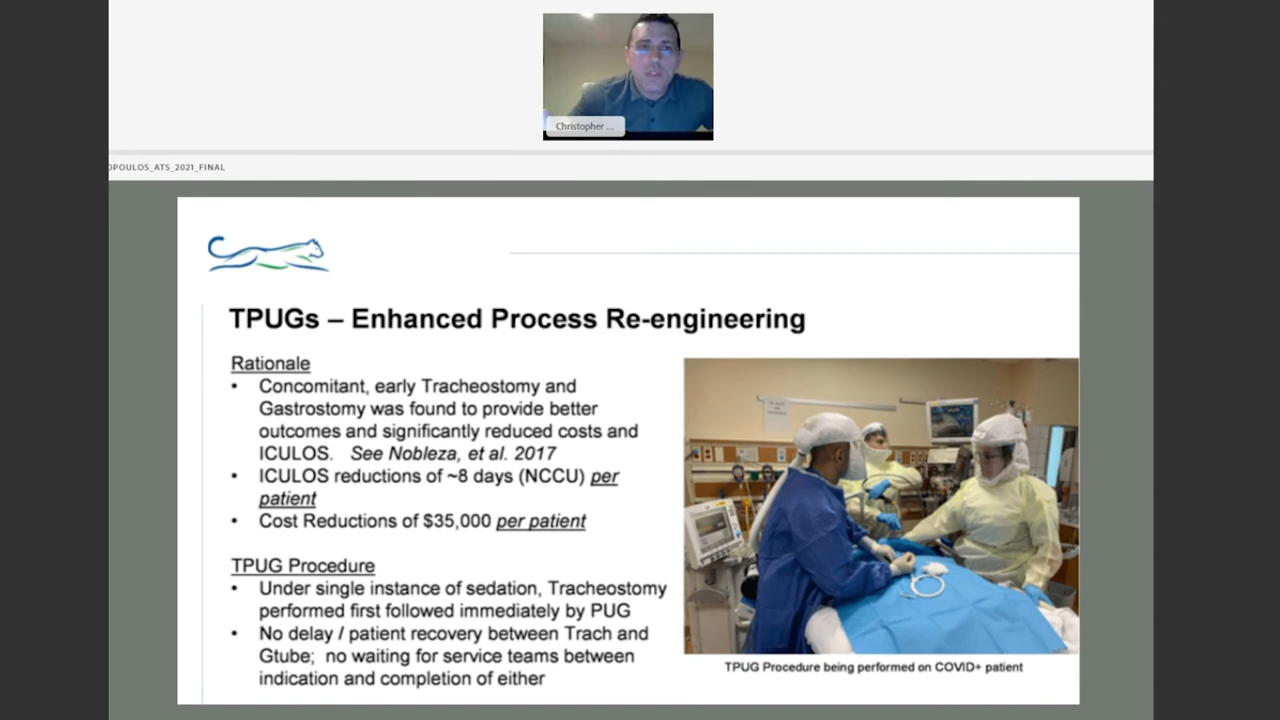 Christopher ...
OPOULOS_ATS_2021_FINAL
TPUGs – Enhanced Process Re-engineering
Rationale
• Concomitant, early Tracheostomy and
Gastrostomy was found to provide better
outcomes and significantly reduced costs and
ICULOS. See Nobleza, et al. 2017
• ICULOS reductions of ~8 days (NCCU) per
patient
• Cost Reductions of $35,000 per patient
TPUG Procedure
• Under single instance of sedation, Tracheostomy
performed first followed immediately by PUG
• No delay / patient recovery between Trach and
Gtube; no waiting for service teams between
indication and completion of either
TPUG Procedure being performed on COVID+ patient